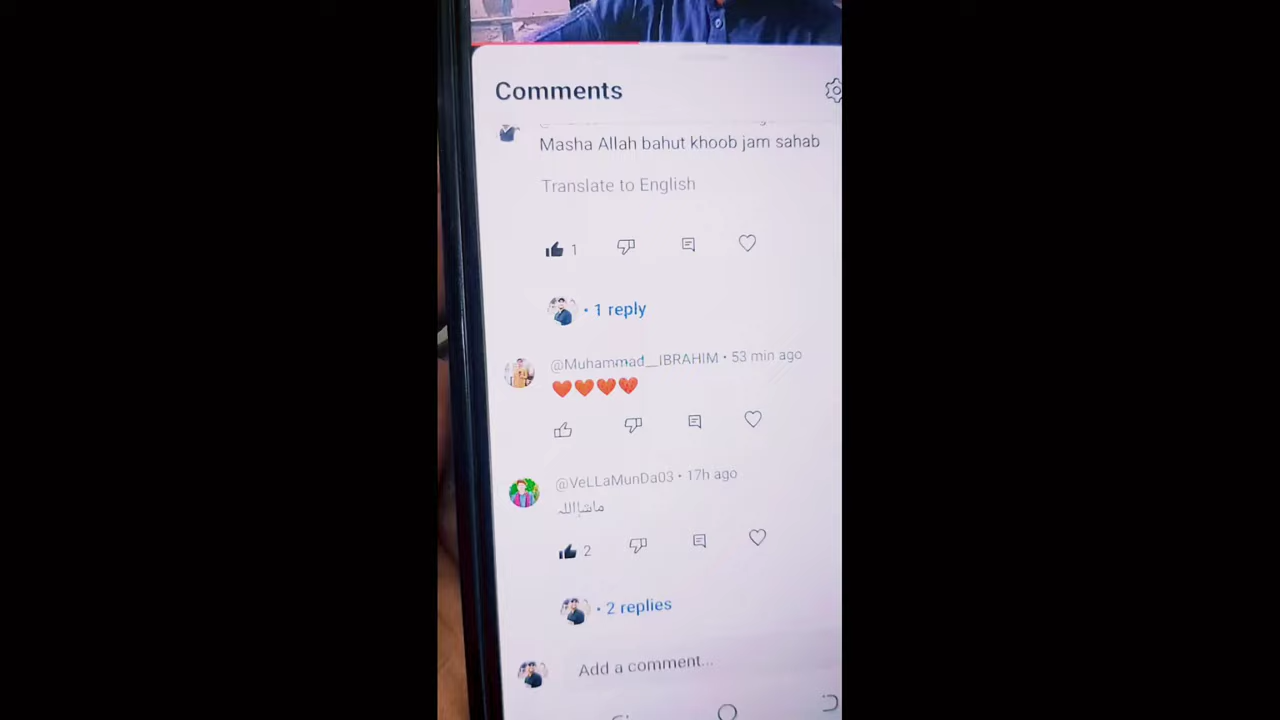 Comments
Masha Allah bahut khoob jam sahab
Translate to English
1
• 1 reply
@Muhammad__IBRAHIM • 53 min ago
@VeLLaMunDa03 • 17h ago
ماشااللہ
2
• 2 replies
Add a comment...